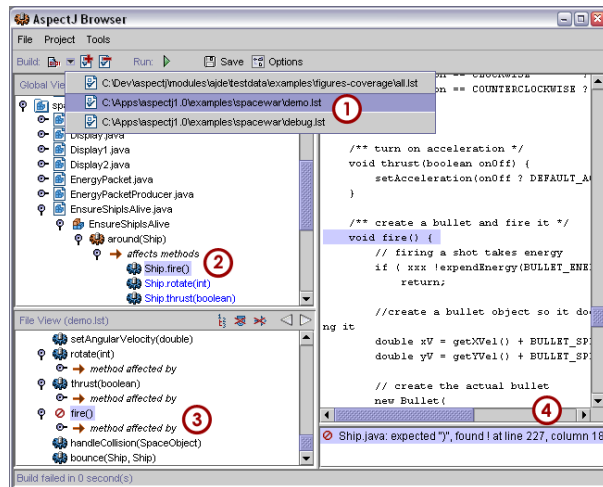 AspectJ Browser
File Project Tools
Build: Run: Save Options
Global Vie
C:\Dev\aspectj\modules\ajde\testdata\examples\figures-coverage\all.lst
C:\Apps\aspectj1.0\examples\spacewar\demo.lst
C:\Apps\aspectj1.0\examples\spacewar\debug.lst
1
Display.java
Display1.java
Display2.java
EnergyPacket.java
EnergyPacketProducer.java
EnsureShipIsAlive.java
EnsureShipIsAlive
around(Ship)
affects methods
Ship.fire()
Ship.rotate(int)
Ship.thrust(boolean)
2
File View (demo.lst)
setAngularVelocity(double)
rotate(int)
method affected by
thrust(boolean)
method affected by
fire()
method affected by
handleCollision(SpaceObject)
bounce(Ship, Ship)
3
on == COUNTERCLOCKWISE ?
/** turn on acceleration */
void thrust(boolean onOff) {
setAcceleration(onOff ? DEFAULT_A
}
/** create a bullet and fire it */
void fire() {
// firing a shot takes energy
if ( xxx !expendEnergy(BULLET_ENE
return;
//create a bullet object so it do
ng it
double xV = getXVel() + BULLET_SP
double yV = getYVel() + BULLET_SP
// create the actual bullet
new Bullet(
4
Ship.java: expected ")", found ! at line 227, column 18
Build failed in 0 second(s)